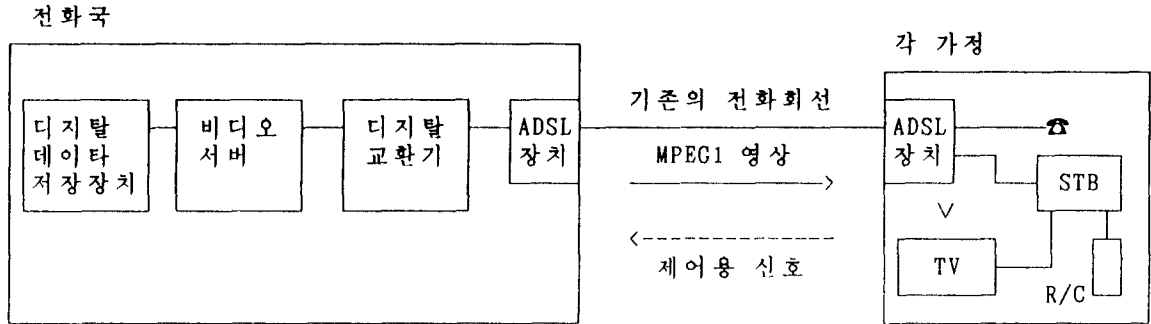 전화국
각 가정
디지탈
데이타
저장장치
비디오
서버
디지탈
교환기
ADSL
장치
기존의 전화회선
MPEG1 영상
제어용 신호
ADSL
장치
STB
TV
R/C